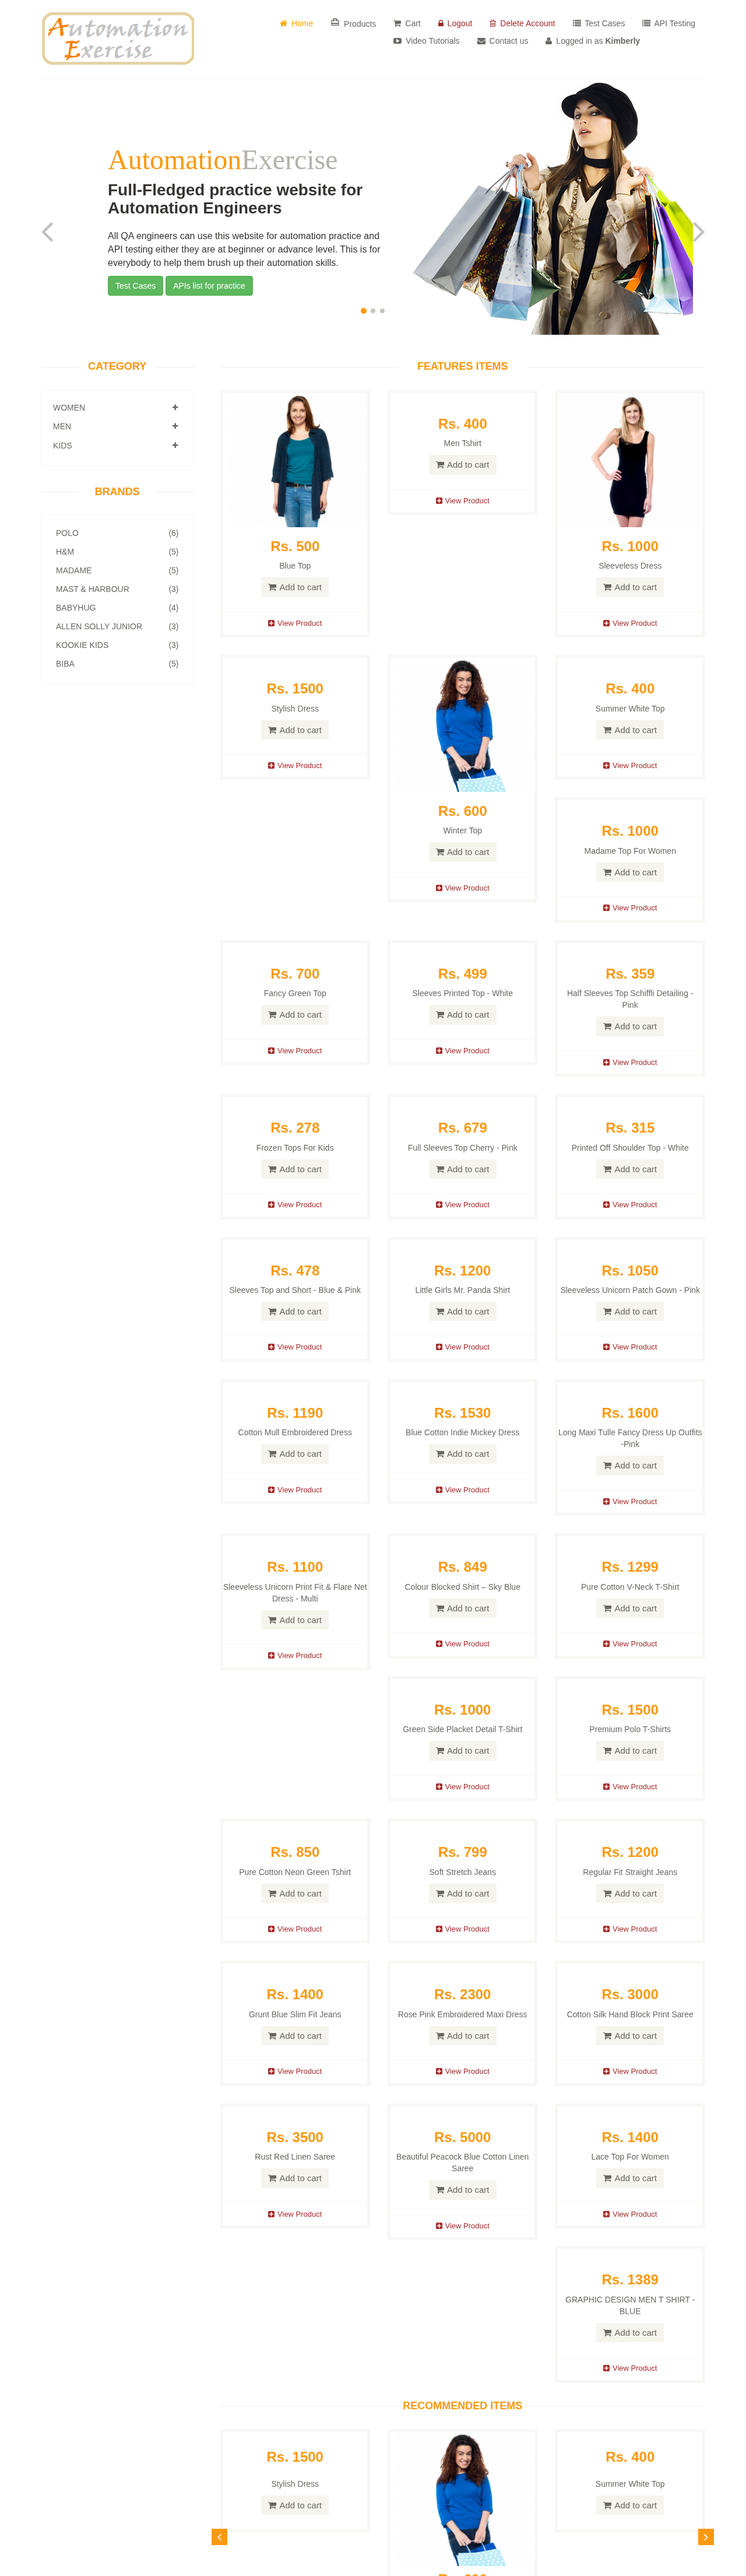 Automation
Exercise
Home
Products
Cart
Logout
Delete Account
Test Cases
API Testing
Video Tutorials
Contact us
Logged in as Kimberly
AutomationExercise
Full-Fledged practice website for
Automation Engineers
All QA engineers can use this website for automation practice and
API testing either they are at beginner or advance level. This is for
everybody to help them brush up their automation skills.
Test Cases
APIs list for practice
CATEGORY
WOMEN
MEN
KIDS
BRANDS
POLO (6)
H&M (5)
MADAME (5)
MAST & HARBOUR (3)
BABYHUG (4)
ALLEN SOLLY JUNIOR (3)
KOOKIE KIDS (3)
BIBA (5)
FEATURES ITEMS
Rs. 500
Blue Top
Add to cart
View Product
Rs. 400
Men Tshirt
Add to cart
View Product
Rs. 1000
Sleeveless Dress
Add to cart
View Product
Rs. 1500
Stylish Dress
Add to cart
View Product
Rs. 600
Winter Top
Add to cart
View Product
Rs. 400
Summer White Top
Add to cart
View Product
Rs. 1000
Madame Top For Women
Add to cart
View Product
Rs. 700
Fancy Green Top
Add to cart
View Product
Rs. 499
Sleeves Printed Top - White
Add to cart
View Product
Rs. 359
Half Sleeves Top Schiffli Detailing -
Pink
Add to cart
View Product
Rs. 278
Frozen Tops For Kids
Add to cart
View Product
Rs. 679
Full Sleeves Top Cherry - Pink
Add to cart
View Product
Rs. 315
Printed Off Shoulder Top - White
Add to cart
View Product
Rs. 478
Sleeves Top and Short - Blue & Pink
Add to cart
View Product
Rs. 1200
Little Girls Mr. Panda Shirt
Add to cart
View Product
Rs. 1050
Sleeveless Unicorn Patch Gown - Pink
Add to cart
View Product
Rs. 1190
Cotton Mull Embroidered Dress
Add to cart
View Product
Rs. 1530
Blue Cotton Indie Mickey Dress
Add to cart
View Product
Rs. 1600
Long Maxi Tulle Fancy Dress Up Outfits
-Pink
Add to cart
View Product
Rs. 1100
Sleeveless Unicorn Print Fit & Flare Net
Dress - Multi
Add to cart
View Product
Rs. 849
Colour Blocked Shirt – Sky Blue
Add to cart
View Product
Rs. 1299
Pure Cotton V-Neck T-Shirt
Add to cart
View Product
Rs. 1000
Green Side Placket Detail T-Shirt
Add to cart
View Product
Rs. 1500
Premium Polo T-Shirts
Add to cart
View Product
Rs. 850
Pure Cotton Neon Green Tshirt
Add to cart
View Product
Rs. 799
Soft Stretch Jeans
Add to cart
View Product
Rs. 1200
Regular Fit Straight Jeans
Add to cart
View Product
Rs. 1400
Grunt Blue Slim Fit Jeans
Add to cart
View Product
Rs. 2300
Rose Pink Embroidered Maxi Dress
Add to cart
View Product
Rs. 3000
Cotton Silk Hand Block Print Saree
Add to cart
View Product
Rs. 3500
Rust Red Linen Saree
Add to cart
View Product
Rs. 5000
Beautiful Peacock Blue Cotton Linen
Saree
Add to cart
View Product
Rs. 1400
Lace Top For Women
Add to cart
View Product
Rs. 1389
GRAPHIC DESIGN MEN T SHIRT -
BLUE
Add to cart
View Product
RECOMMENDED ITEMS
Rs. 1500
Stylish Dress
Add to cart
Rs. 400
Summer White Top
Add to cart